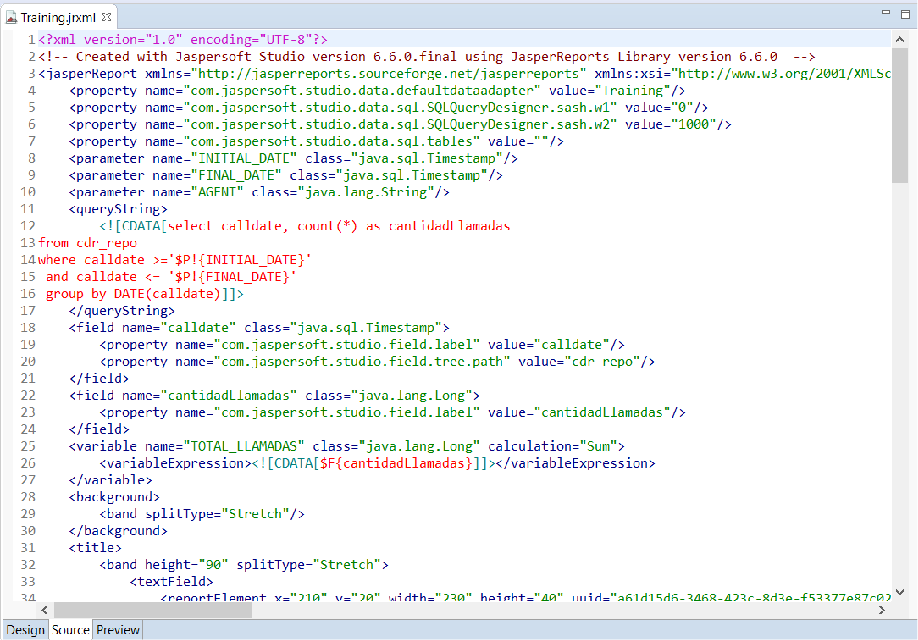 Training.jrxml
1 <?xml version="1.0" encoding="UTF-8"?>
2 <!-- Created with Jaspersoft Studio version 6.6.0.final using JasperReports Library version 6.6.0  -->
3 <jasperReport xmlns="http://jasperreports.sourceforge.net/jasperreports" xmlns:xsi="http://www.w3.org/2001/XMLSc
4     <property name="com.jaspersoft.studio.data.defaultdataadapter" value="Training"/>
5     <property name="com.jaspersoft.studio.data.sql.SQLQueryDesigner.sash.w1" value="0"/>
6     <property name="com.jaspersoft.studio.data.sql.SQLQueryDesigner.sash.w2" value="1000"/>
7     <property name="com.jaspersoft.studio.data.sql.tables" value=""/>
8     <parameter name="INITIAL_DATE" class="java.sql.Timestamp"/>
9     <parameter name="FINAL_DATE" class="java.sql.Timestamp"/>
10     <parameter name="AGENT" class="java.lang.String"/>
11     <queryString>
12         <![CDATA[select calldate, count(*) as cantidadLlamadas
13 from cdr_repo
14 where calldate >='$P!{INITIAL_DATE}'
15  and calldate <= '$P!{FINAL_DATE}'
16  group by DATE(calldate)]]>
17     </queryString>
18     <field name="calldate" class="java.sql.Timestamp">
19         <property name="com.jaspersoft.studio.field.label" value="calldate"/>
20         <property name="com.jaspersoft.studio.field.tree.path" value="cdr_repo"/>
21     </field>
22     <field name="cantidadLlamadas" class="java.lang.Long">
23         <property name="com.jaspersoft.studio.field.label" value="cantidadLlamadas"/>
24     </field>
25     <variable name="TOTAL_LLAMADAS" class="java.lang.Long" calculation="Sum">
26         <variableExpression><![CDATA[$F{cantidadLlamadas}]]></variableExpression>
27     </variable>
28     <background>
29         <band splitType="Stretch"/>
30     </background>
31     <title>
32         <band height="90" splitType="Stretch">
33             <textField>
34                 <reportElement x="210" y="20" width="230" height="40" uuid="a61d15d6-3468-423c-8d3e-f53377e87c02
Design Source Preview